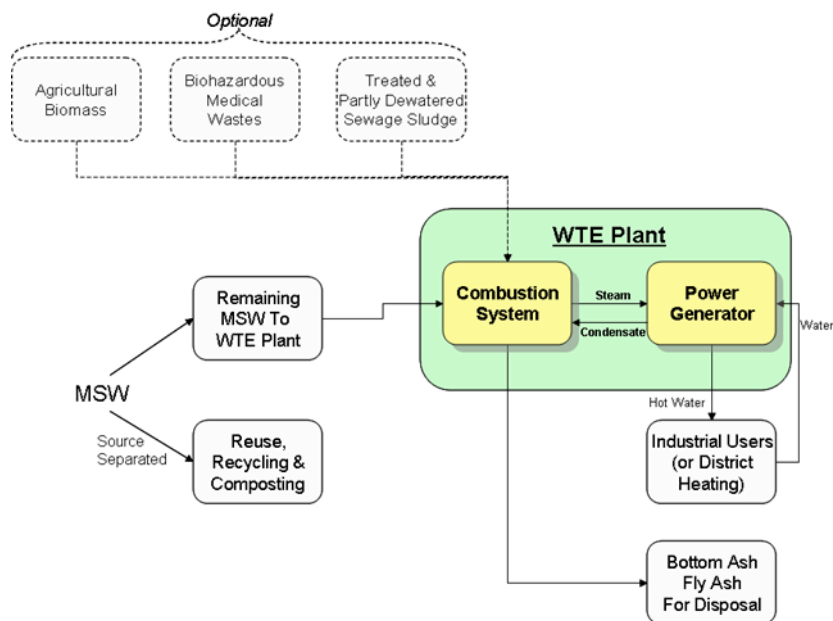 Optional
Agricultural
Biomass
Biohazardous
Medical
Wastes
Treated &
Partly Dewatered
Sewage Sludge
WTE Plant
Combustion
System
Steam
Condensate
Power
Generator
Water
Remaining
MSW To
WTE Plant
MSW
Source
Separated
Reuse,
Recycling &
Composting
Hot Water
Industrial Users
(or District
Heating)
Bottom Ash
Fly Ash
For Disposal